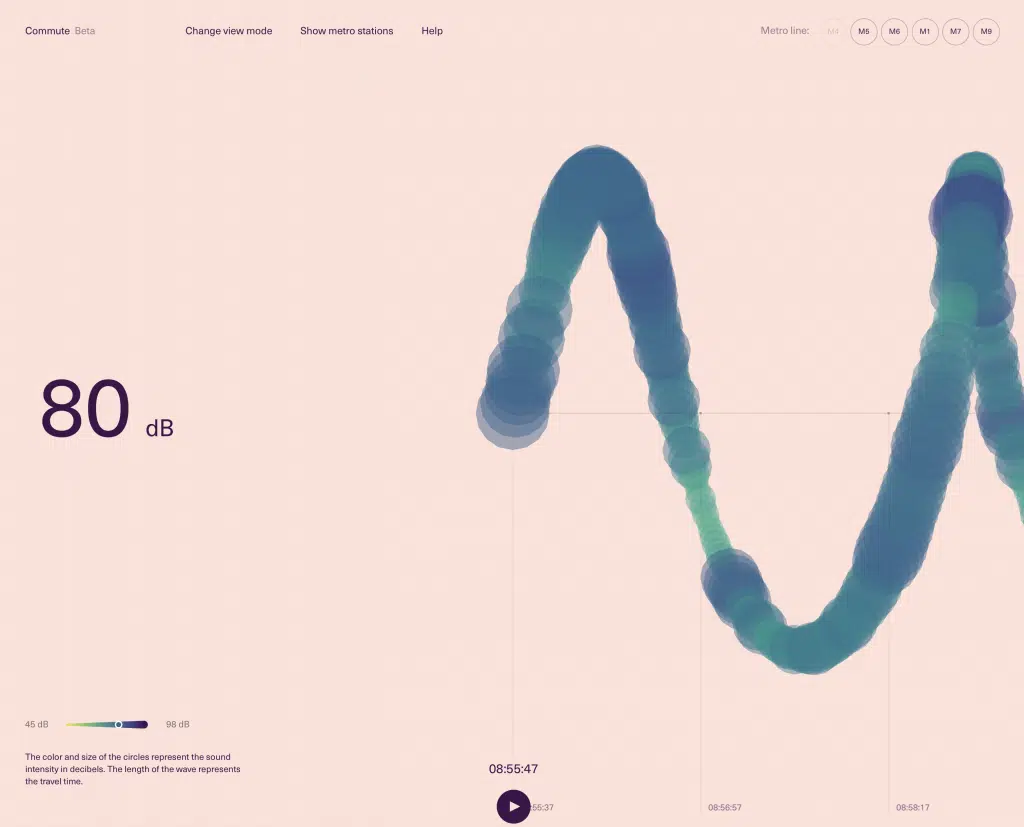 Commute Beta
Change view mode
Show metro stations
Help
Metro line:
M4
M5
M6
M1
M7
M9
80 dB
45 dB
98 dB
The color and size of the circles represent the sound
intensity in decibels. The length of the wave represents
the travel time.
08:55:47
:55:37
08:56:57
08:58:17